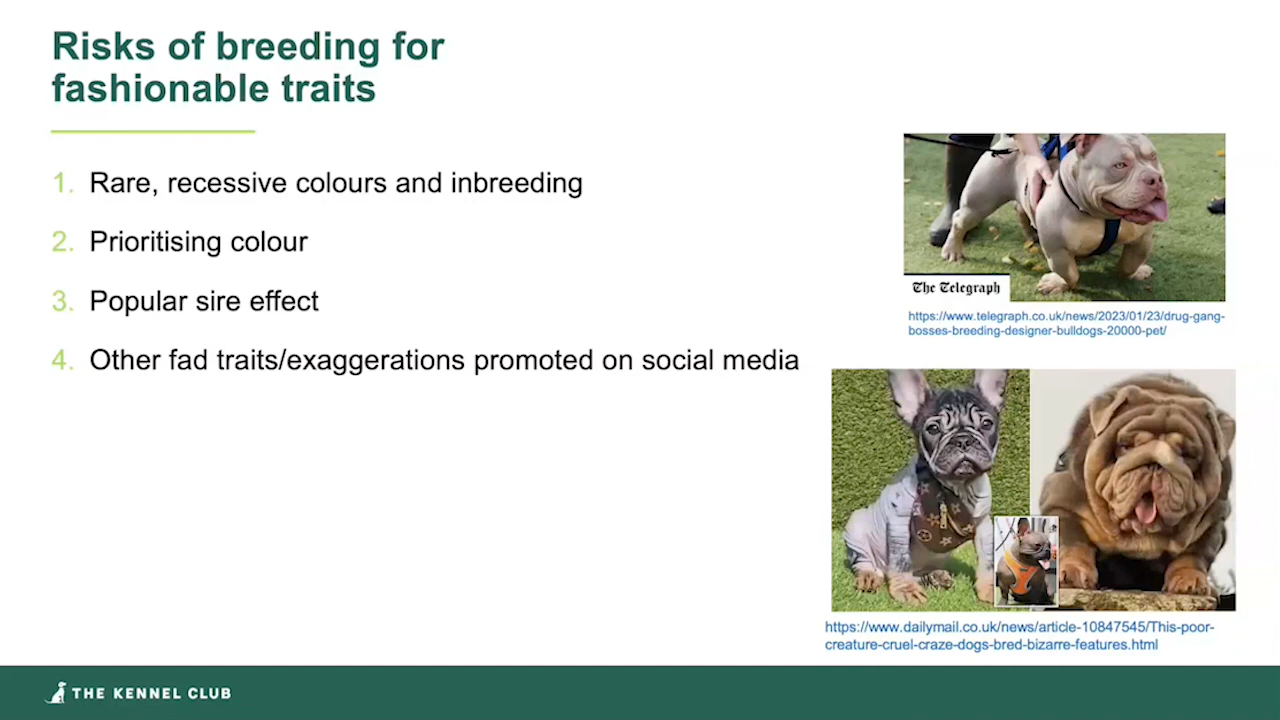 Risks of breeding for
fashionable traits
1. Rare, recessive colours and inbreeding
2. Prioritising colour
3. Popular sire effect
4. Other fad traits/exaggerations promoted on social media
The Telegraph
https://www.telegraph.co.uk/news/2023/01/23/drug-gang-
bosses-breeding-designer-bulldogs-20000-pet/
https://www.dailymail.co.uk/news/article-10847545/This-poor-
creature-cruel-craze-dogs-bred-bizarre-features.html
THE KENNEL CLUB